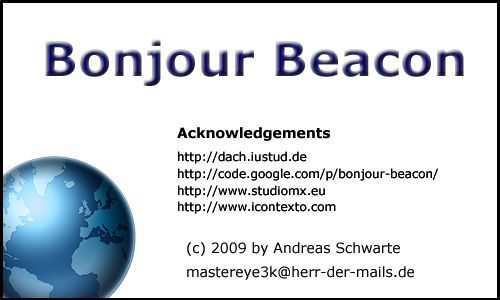 Bonjour Beacon
Acknowledgements
http://dach.iustud.de
http://code.google.com/p/bonjour-beacon/
http://www.studiomx.eu
http://www.icontexto.com
(c) 2009 by Andreas Schwarte
mastereye3k@herr-der-mails.de